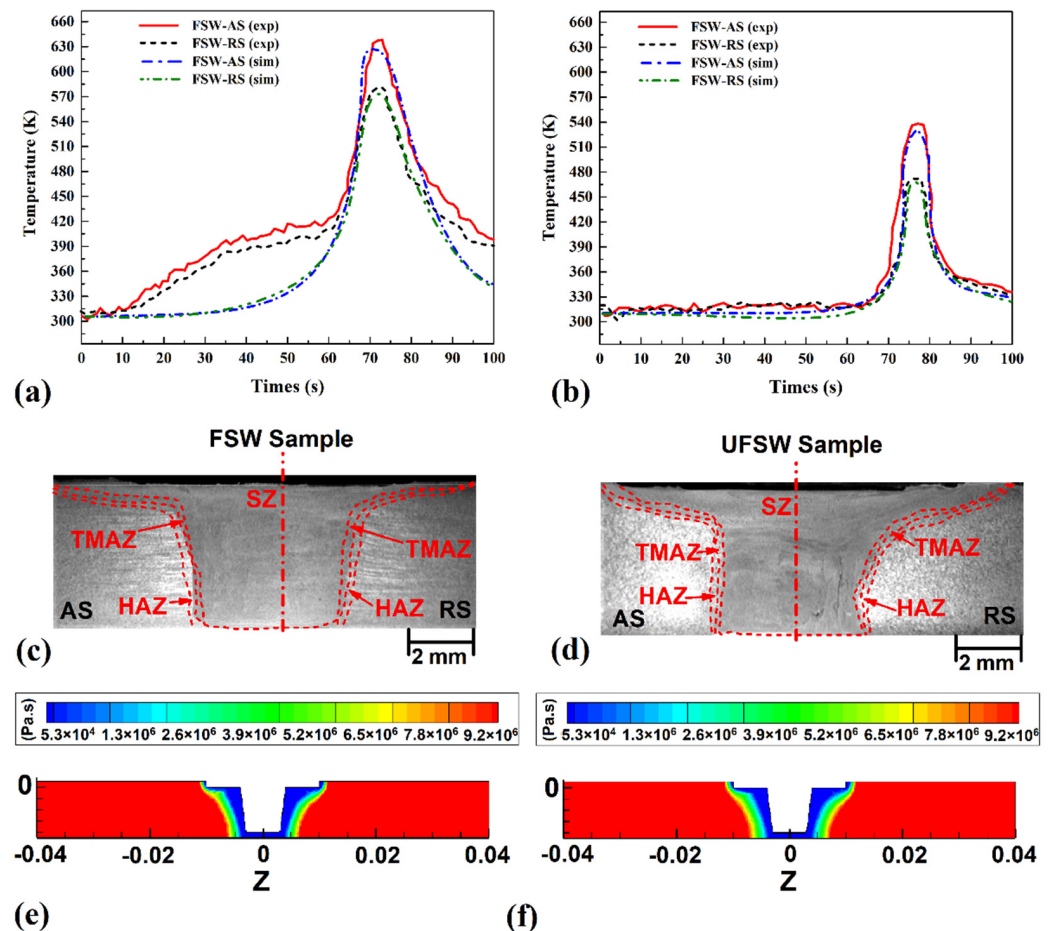 660
630
600
570
540
510
480
450
420
390
360
330
300
Temperature (K)
FSW-AS (exp)
FSW-RS (exp)
FSW-AS (sim)
FSW-RS (sim)
0 10 20 30 40 50 60 70 80 90 100
Times (s)
(a)
660
630
600
570
540
510
480
450
420
390
360
330
300
Temperature (K)
FSW-AS (exp)
FSW-RS (exp)
FSW-AS (sim)
FSW-RS (sim)
0 10 20 30 40 50 60 70 80 90 100
Times (s)
(b)
FSW Sample
SZ
TMAZ
TMAZ
HAZ
HAZ
AS
RS
2 mm
(c)
UFSW Sample
SZ
TMAZ
TMAZ
HAZ
HAZ
AS
RS
2 mm
(d)
(Pa.s)
5.3×10⁴ 1.3×10⁶ 2.6×10⁶ 3.9×10⁶ 5.2×10⁶ 6.5×10⁶ 7.8×10⁶ 9.2×10⁶
0
-0.04 -0.02 0 0.02 0.04
Z
(e)
(Pa.s)
5.3×10⁴ 1.3×10⁶ 2.6×10⁶ 3.9×10⁶ 5.2×10⁶ 6.5×10⁶ 7.8×10⁶ 9.2×10⁶
0
-0.04 -0.02 0 0.02 0.04
Z
(f)